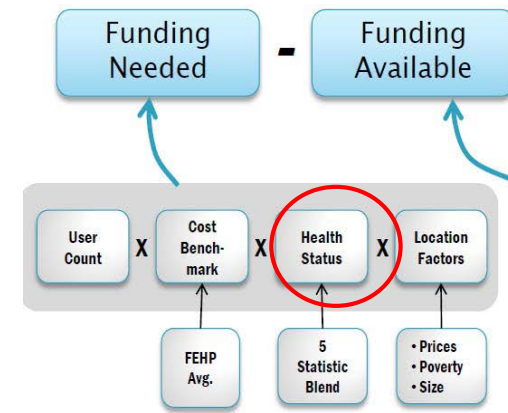 Funding
Needed
-
Funding
Available
User
Count
X
Cost
Bench-
mark
X
Health
Status
X
Location
Factors
FEHP
Avg.
5
Statistic
Blend
• Prices
• Poverty
• Size